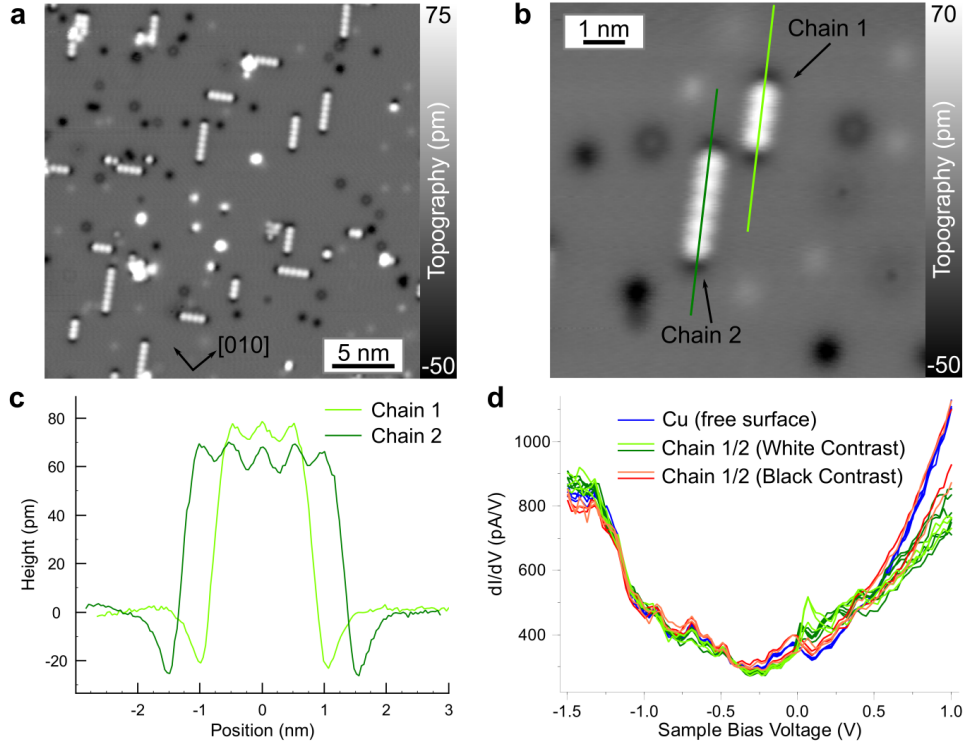 a
75
Topography (pm)
-50
[010]
5 nm
b
70
1 nm
Chain 1
Chain 2
Topography (pm)
-50
c
Chain 1
Chain 2
80
60
40
20
0
-20
Height (pm)
-2
-1
0
1
2
3
Position (nm)
d
Cu (free surface)
Chain 1/2 (White Contrast)
Chain 1/2 (Black Contrast)
1000
800
600
400
dI/dV (pA/V)
-1.5
-1.0
-0.5
0.0
0.5
1.0
Sample Bias Voltage (V)